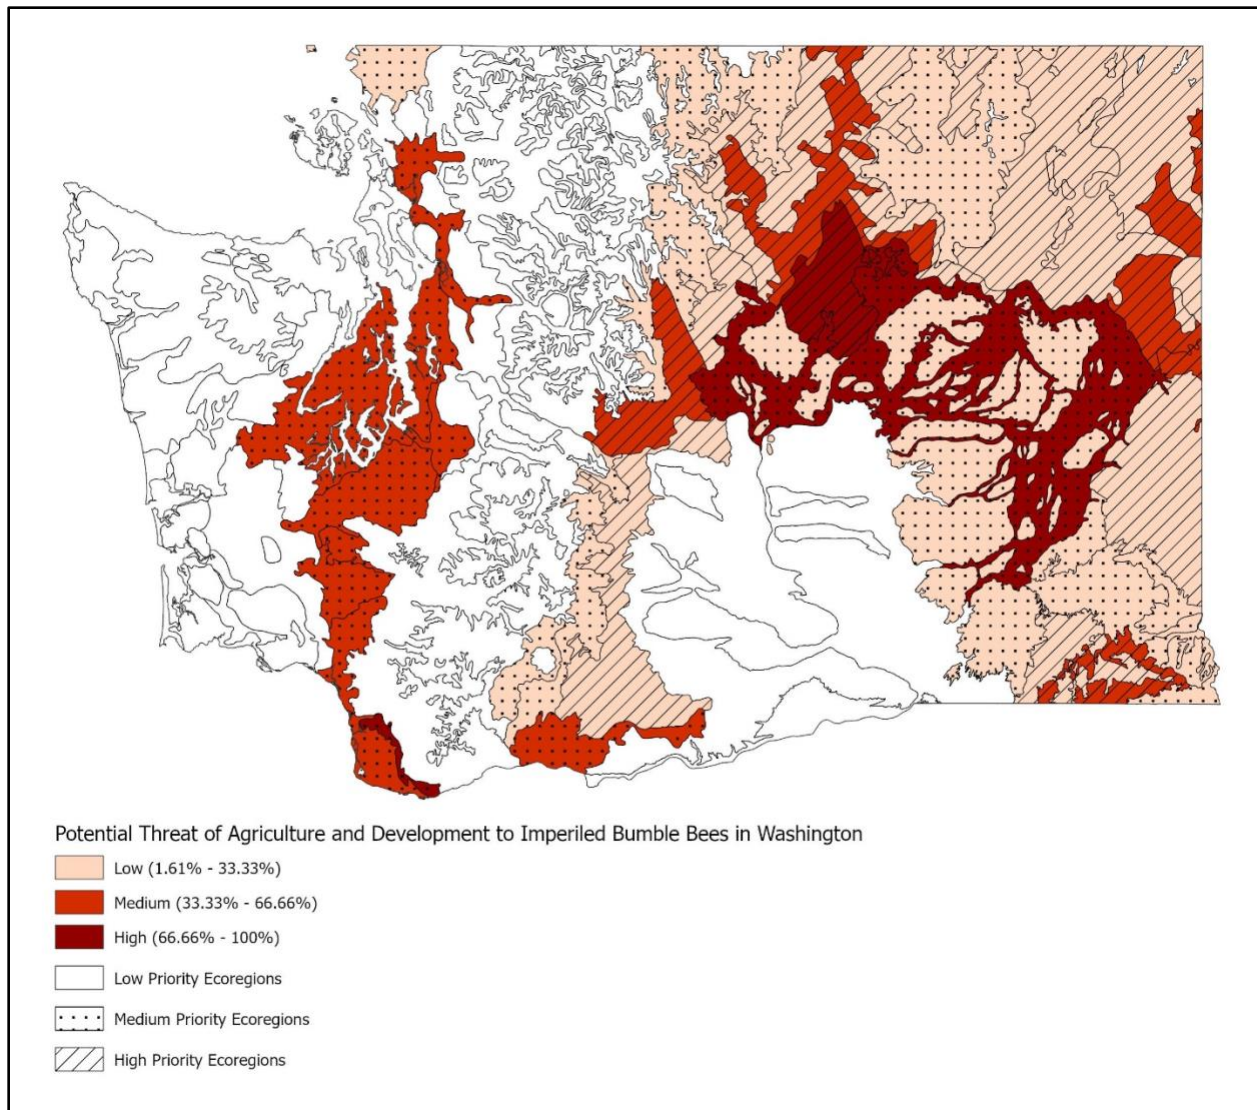 Potential Threat of Agriculture and Development to Imperiled Bumble Bees in Washington
Low (1.61% - 33.33%)
Medium (33.33% - 66.66%)
High (66.66% - 100%)
Low Priority Ecoregions
Medium Priority Ecoregions
High Priority Ecoregions